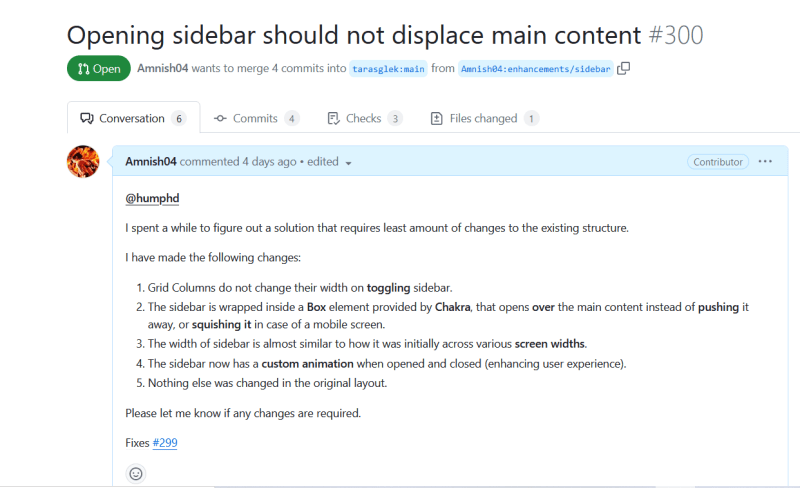 Opening sidebar should not displace main content #300
Open Amnish04 wants to merge 4 commits into tarasglek:main from Amnish04:enhancements/sidebar
Conversation 6 Commits 4 Checks 3 Files changed 1
Amnish04 commented 4 days ago • edited Contributor
@humphd
I spent a while to figure out a solution that requires least amount of changes to the existing structure.
I have made the following changes:
1. Grid Columns do not change their width on toggling sidebar.
2. The sidebar is wrapped inside a Box element provided by Chakra, that opens over the main content instead of pushing it
away, or squishing it in case of a mobile screen.
3. The width of sidebar is almost similar to how it was initially across various screen widths.
4. The sidebar now has a custom animation when opened and closed (enhancing user experience).
5. Nothing else was changed in the original layout.
Please let me know if any changes are required.
Fixes #299